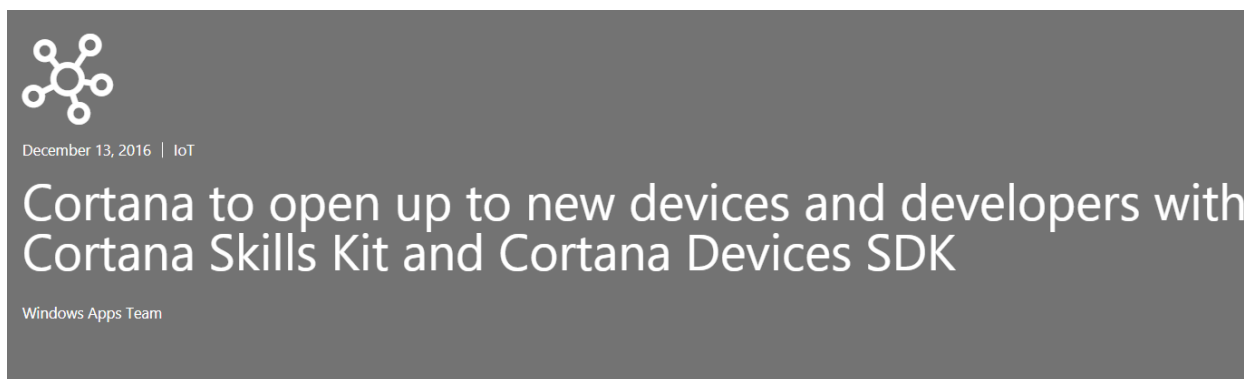 December 13, 2016 | IoT
Cortana to open up to new devices and developers with
Cortana Skills Kit and Cortana Devices SDK
Windows Apps Team